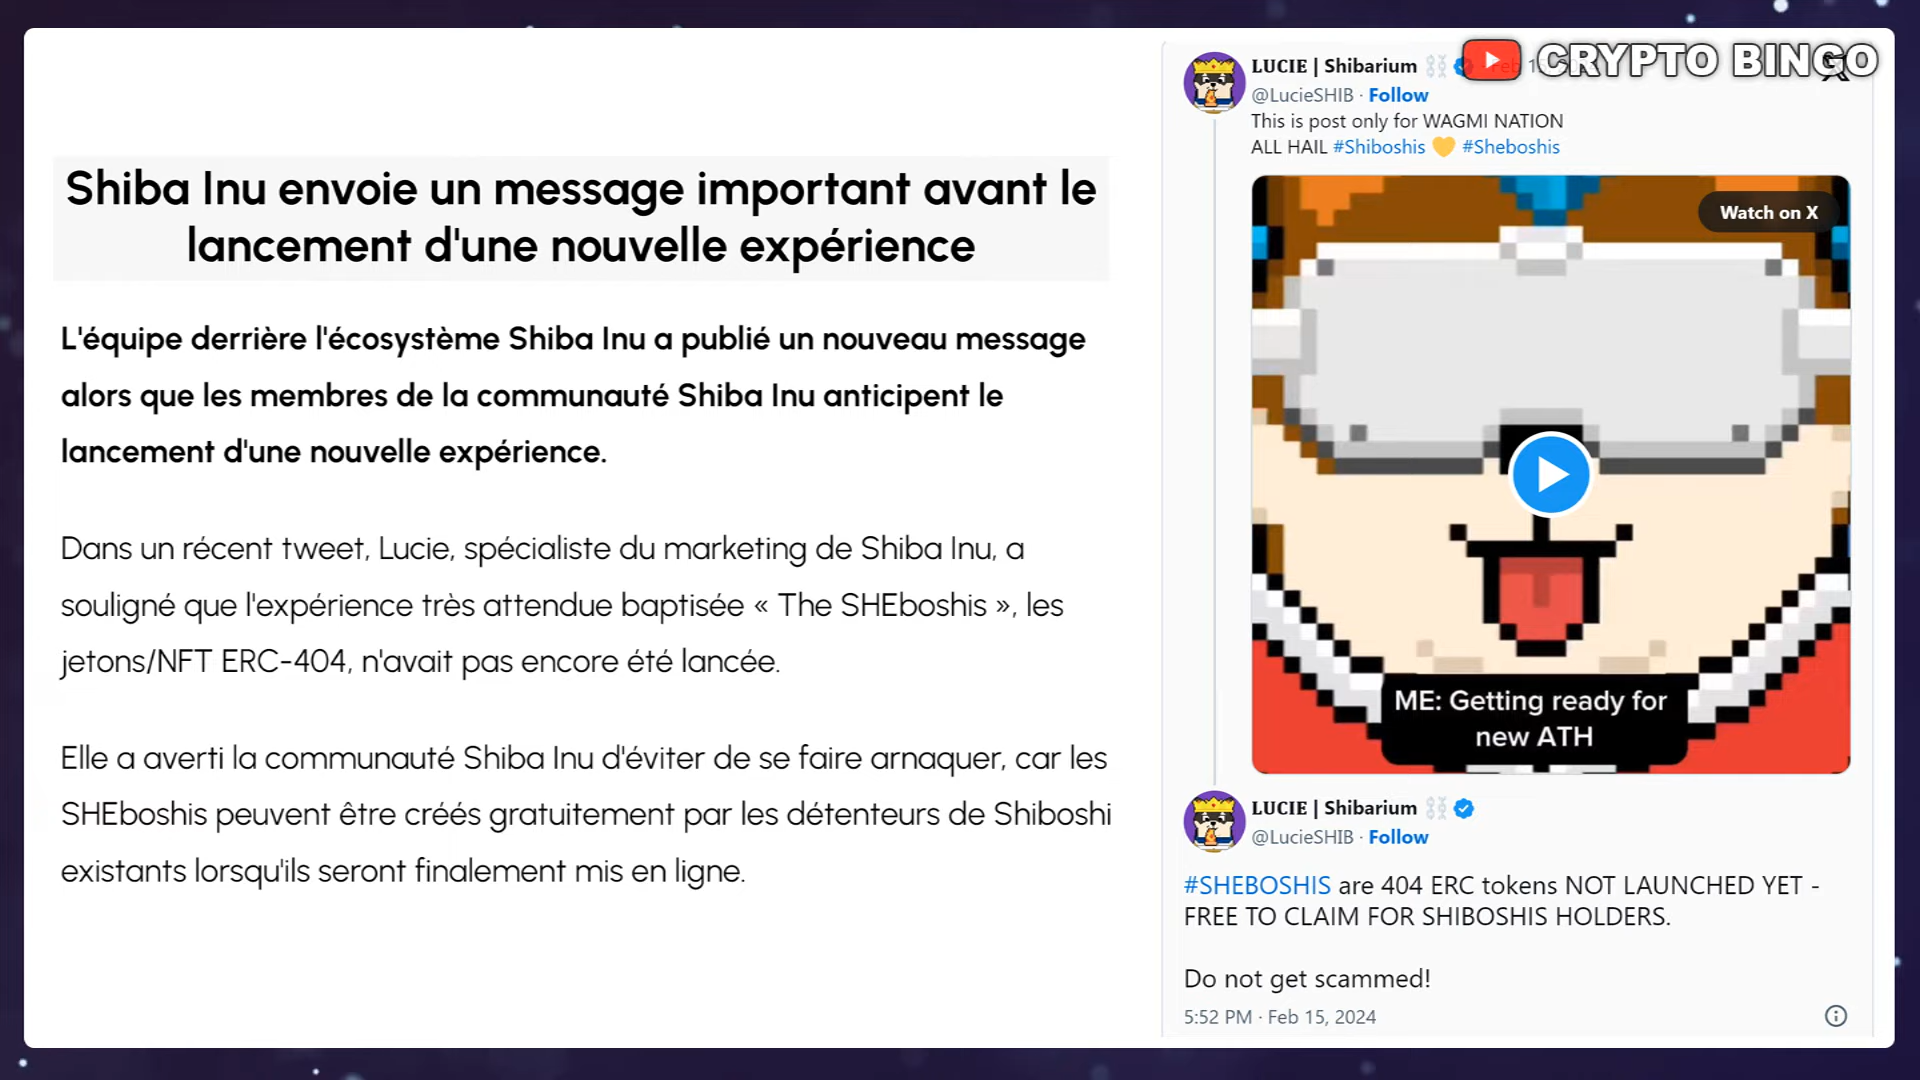 Shiba Inu envoie un message important avant le
lancement d'une nouvelle expérience
L'équipe derrière l'écosystème Shiba Inu a publié un nouveau message
alors que les membres de la communauté Shiba Inu anticipent le
lancement d'une nouvelle expérience.
Dans un récent tweet, Lucie, spécialiste du marketing de Shiba Inu, a
souligné que l'expérience très attendue baptisée « The SHEboshis », les
jetons/NFT ERC-404, n'avait pas encore été lancée.
Elle a averti la communauté Shiba Inu d'éviter de se faire arnaquer, car les
SHEboshis peuvent être créés gratuitement par les détenteurs de Shiboshi
existants lorsqu'ils seront finalement mis en ligne.
CRYPTO BINGO
LUCIE | Shibarium
@LucieSHIB · Follow
This is post only for WAGMI NATION
ALL HAIL #Shiboshis 💛 #Sheboshis
Watch on X
ME: Getting ready for
new ATH
LUCIE | Shibarium
@LucieSHIB · Follow
#SHEBOSHIS are 404 ERC tokens NOT LAUNCHED YET -
FREE TO CLAIM FOR SHIBOSHIS HOLDERS.
Do not get scammed!
5:52 PM · Feb 15, 2024